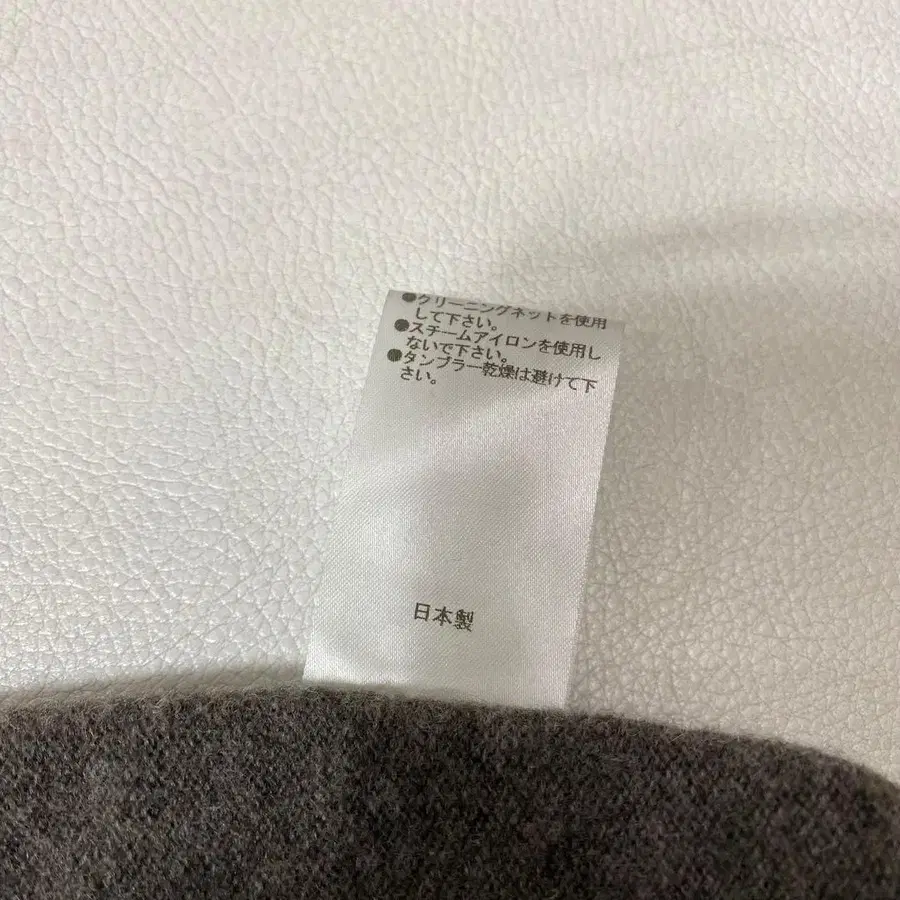 ●クリーニングネットを使用
して下さい。
●スチームアイロンを使用し
ないで下さい。
●タンブラー乾燥は避けて下
さい。
日本製